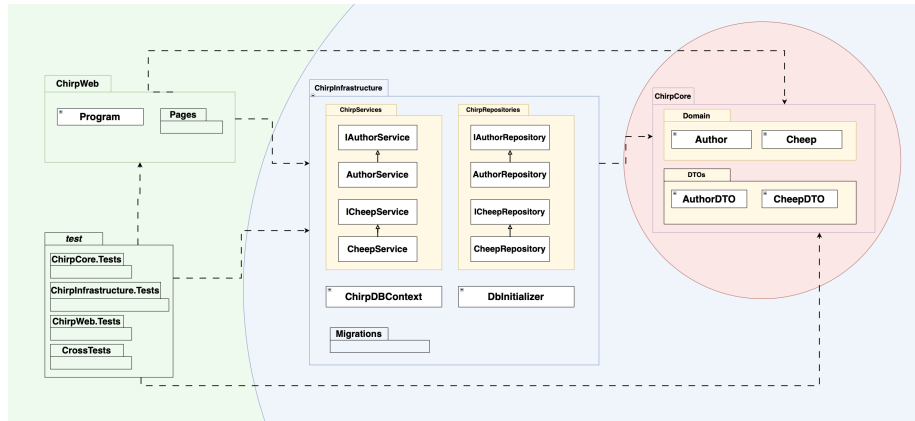 ChirpWeb
Program
Pages
test
ChirpCore.Tests
ChirpInfrastructure.Tests
ChirpWeb.Tests
CrossTests
ChirpInfrastructure
ChirpServices
IAuthorService
AuthorService
ICheepService
CheepService
ChirpRepositories
IAuthorRepository
AuthorRepository
ICheepRepository
CheepRepository
ChirpDBContext
DbInitializer
Migrations
ChirpCore
Domain
Author
Cheep
DTOs
AuthorDTO
CheepDTO